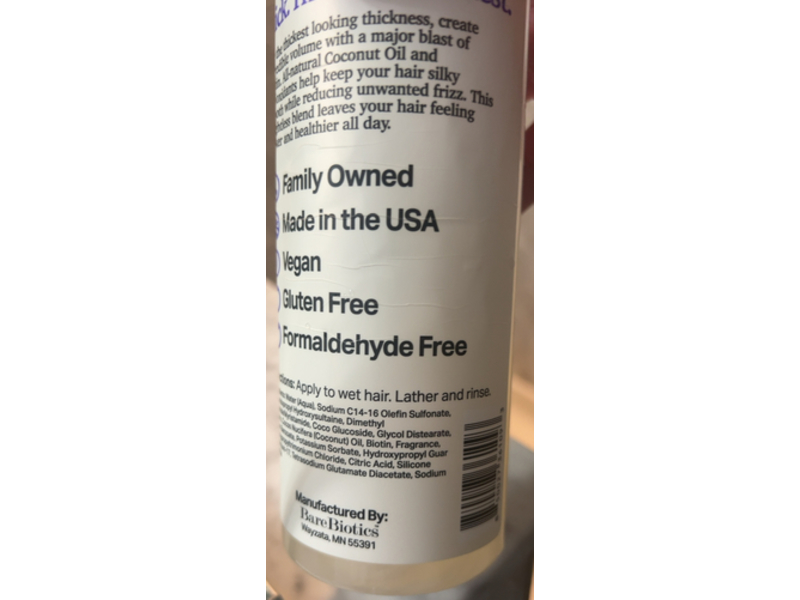 thickest looking thickness, create
volume with a major blast of
All-natural Coconut Oil and
help keep your hair silky
while reducing unwanted frizz. This
blend leaves your hair feeling
and healthier all day.
Family Owned
Made in the USA
Vegan
Gluten Free
Formaldehyde Free
Apply to wet hair. Lather and rinse.
Water (Aqua), Sodium C14-16 Olefin Sulfonate,
Hydroxysultaine, Dimethyl
Coco Glucoside, Glycol Distearate,
Nucifera (Coconut) Oil, Biotin, Fragrance,
Potassium Sorbate, Hydroxypropyl Guar
Chloride, Citric Acid, Silicone
Tetrasodium Glutamate Diacetate, Sodium
Manufactured By:
BareBiotics
Wayzata, MN 55391